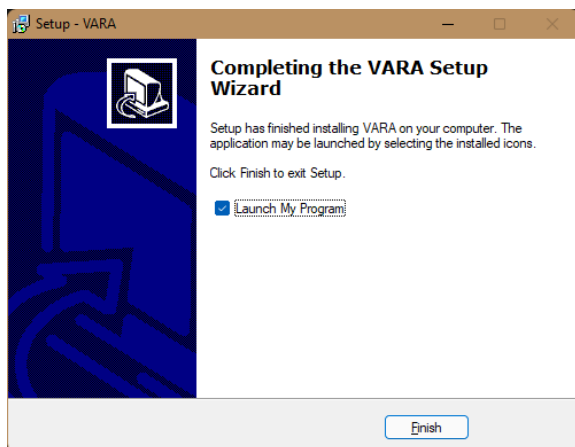 Setup - VARA
Completing the VARA Setup
Wizard
Setup has finished installing VARA on your computer. The
application may be launched by selecting the installed icons.
Click Finish to exit Setup.
Launch My Program
Finish